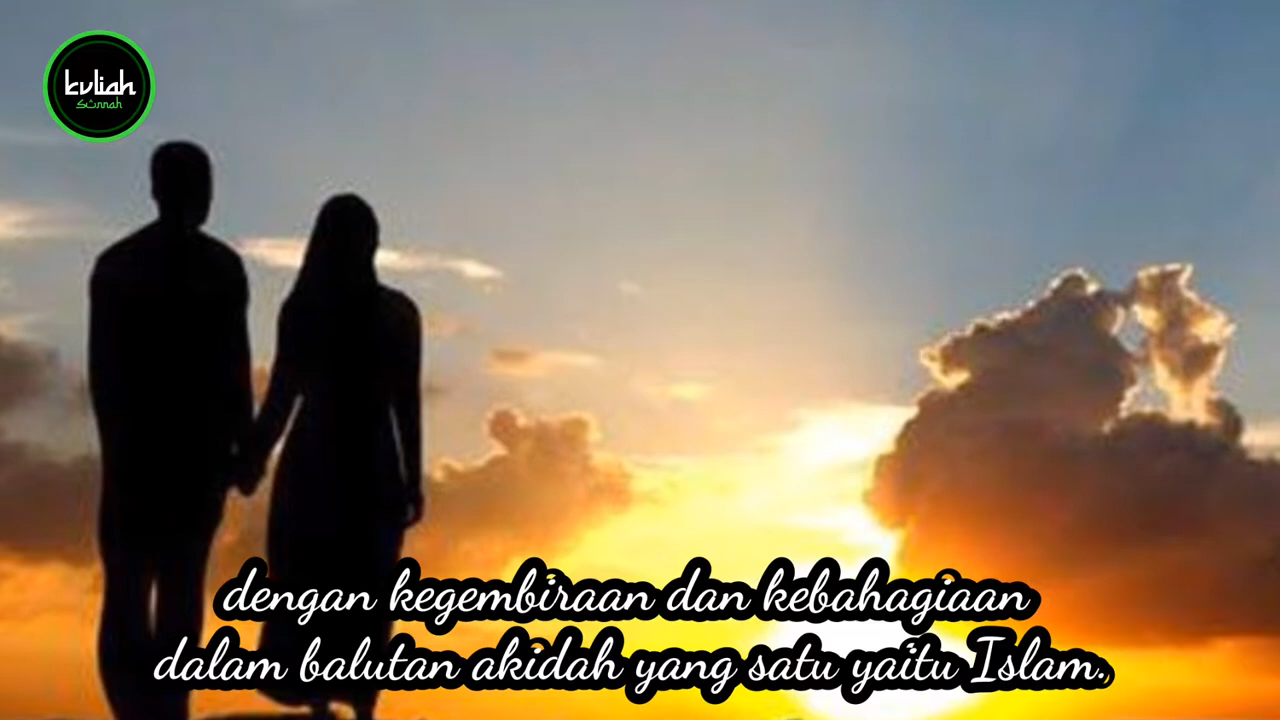 kuliah
sunnah
dengan kegembiraan dan kebahagiaan
dalam balutan akidah yang satu yaitu Islam.